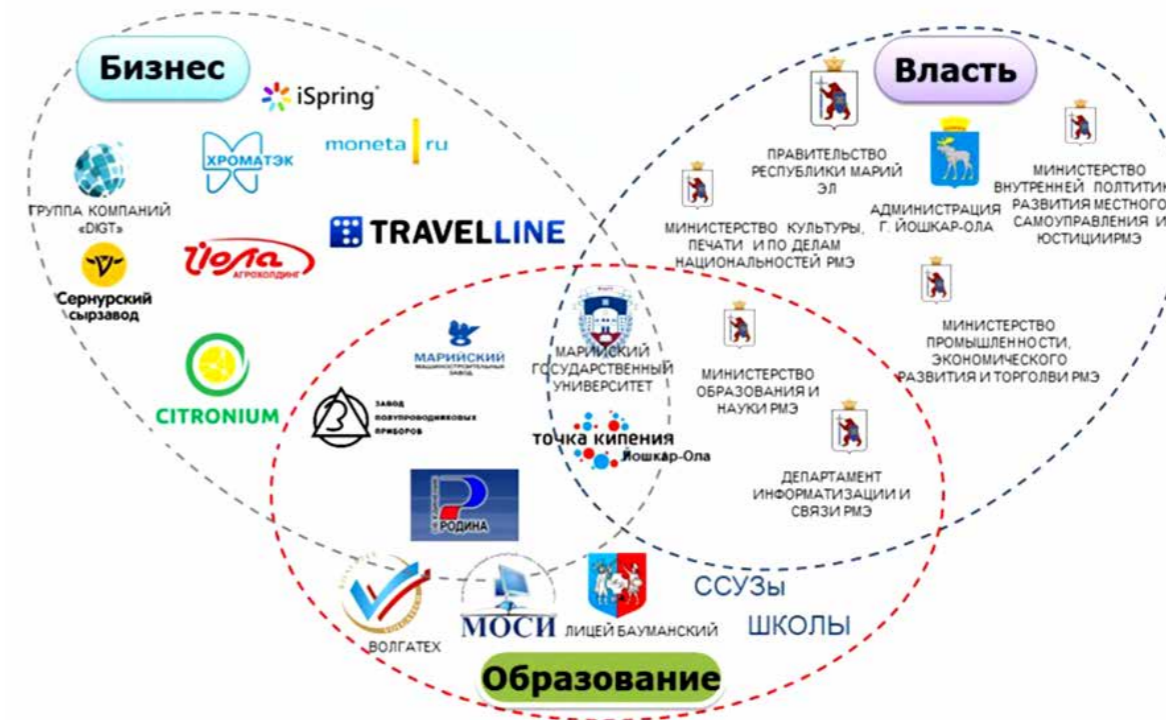 Бизнес
Власть
iSpring
ХРОМАТЭК
moneta ru
ГРУППА КОМПАНИЙ
«DIGT»
TRAVELLINE
Йола
АГРОХОЛДИНГ
Сернурский
сырзавод
CITRONIUM
ПРАВИТЕЛЬСТВО
РЕСПУБЛИКИ МАРИЙ
ЭЛ
АДМИНИСТРАЦИЯ
Г. ЙОШКАР-ОЛА
МИНИСТЕРСТВО
ВНУТРЕННЕЙ ПОЛТИТИК
РАЗВИТИЯ МЕСТНОГО
САМОУПРАВЛЕНИЯ И
ЮСТИЦИИРМЭ
МИНИСТЕРСТВО КУЛЬТУРЫ,
ПЕЧАТИ И ПО ДЕЛАМ
НАЦИОНАЛЬНОСТЕЙ РМЭ
МИНИСТЕРСТВО
ПРОМЫШЛЕННОСТИ,
ЭКОНОМИЧЕСКОГО
РАЗВИТИЯ И ТОРГОЛВИ РМЭ
МАРИЙСКИЙ
МАШИНОСТРОИТЕЛЬНЫЙ
ЗАВОД
ЗАВОД
ПОЛУПРОВОДНИКОВЫХ
ПРИБОРОВ
МАРИЙСКИЙ
ГОСУДАРСТВЕННЫЙ
УНИВЕРСИТЕТ
точка кипения
Йошкар-Ола
МИНИСТЕРСТВО
ОБРАЗОВАНИЯ И
НАУКИ РМЭ
ДЕПАРТАМЕНТ
ИНФОРМАТИЗАЦИИ И
СВЯЗИ РМЭ
ОБЪЕДИНЕНИЕ
РОДИНА
ВОЛГАТЕХ
МОСИ
ЛИЦЕЙ БАУМАНСКИЙ
ССУЗы
ШКОЛЫ
Образование